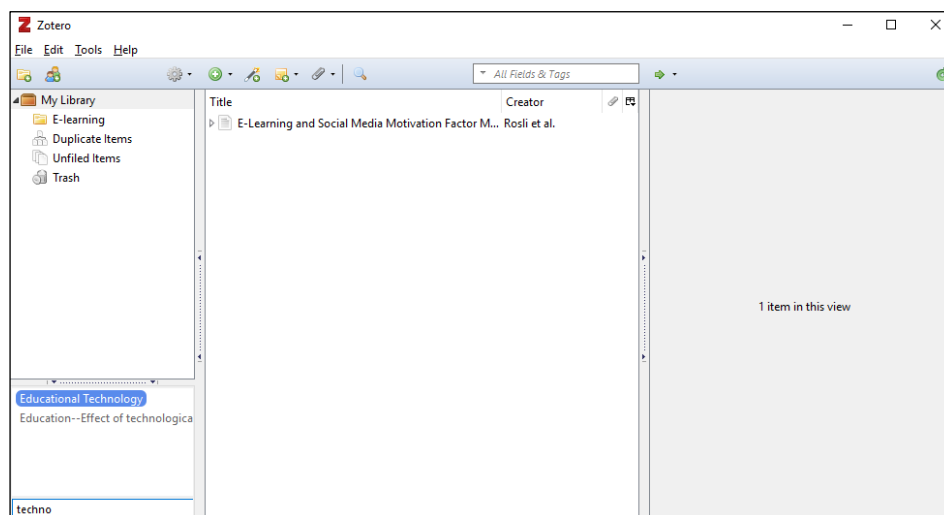 Zotero
File Edit Tools Help
All Fields & Tags
My Library
E-learning
Duplicate Items
Unfiled Items
Trash
Title Creator
E-Learning and Social Media Motivation Factor M... Rosli et al.
1 item in this view
Educational Technology
Education--Effect of technologica
techno